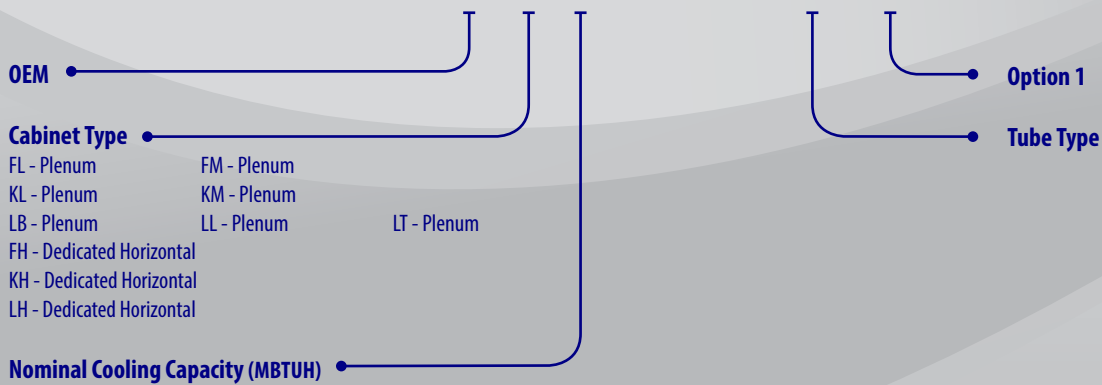 OEM
Option 1
Cabinet Type
Tube Type
FL - Plenum FM - Plenum
KL - Plenum KM - Plenum
LB - Plenum LL - Plenum LT - Plenum
FH - Dedicated Horizontal
KH - Dedicated Horizontal
LH - Dedicated Horizontal
Nominal Cooling Capacity (MBTUH)